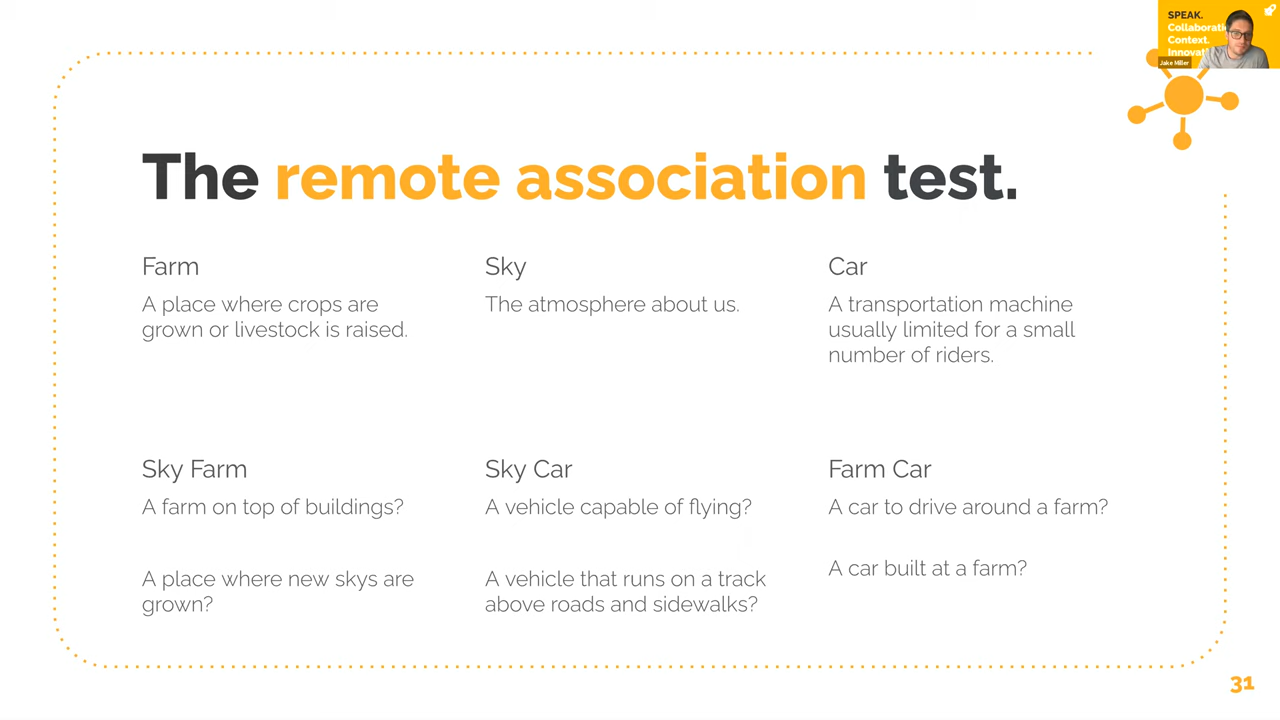 SPEAK.
Context.
Jake Miller
The remote association test.
Farm
A place where crops are
grown or livestock is raised.
Sky
The atmosphere about us.
Car
A transportation machine
usually limited for a small
number of riders.
Sky Farm
A farm on top of buildings?
A place where new skys are
grown?
Sky Car
A vehicle capable of flying?
A vehicle that runs on a track
above roads and sidewalks?
Farm Car
A car to drive around a farm?
A car built at a farm?
31